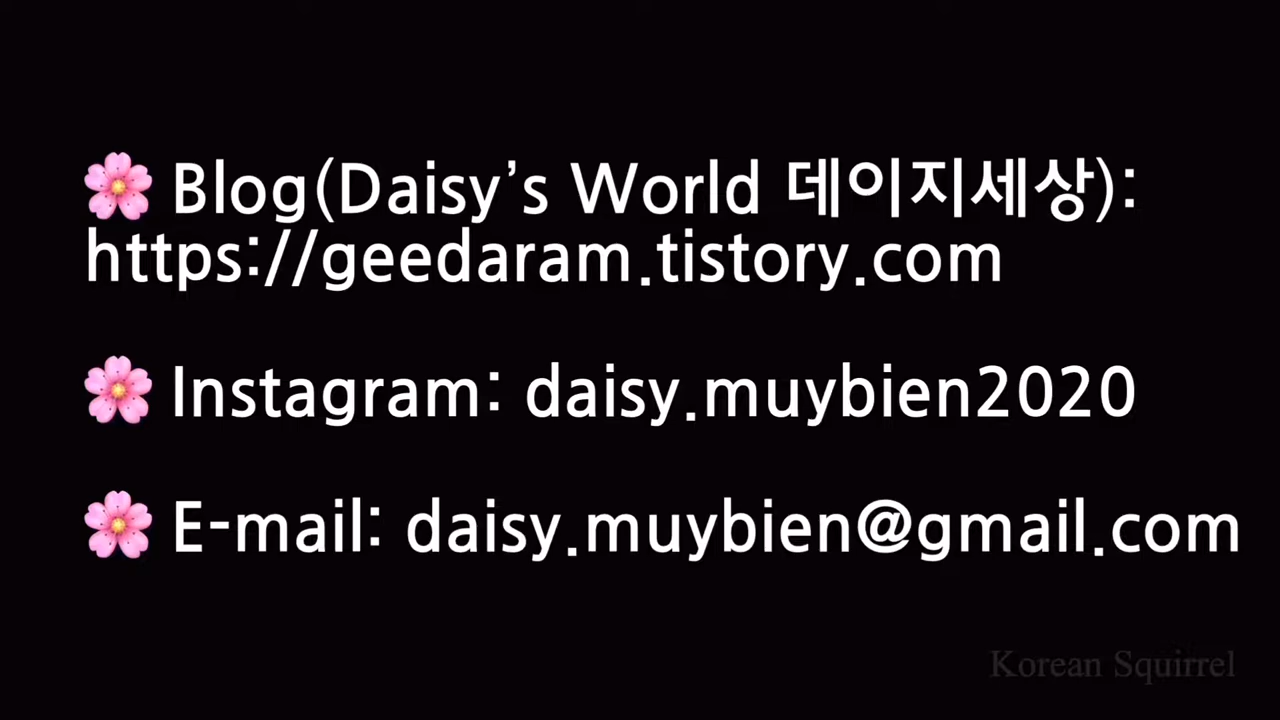 🌸 Blog(Daisy’s World 데이지세상):
https://geedaram.tistory.com
🌸 Instagram: daisy.muybien2020
🌸 E-mail: daisy.muybien@gmail.com
Korean Squirrel